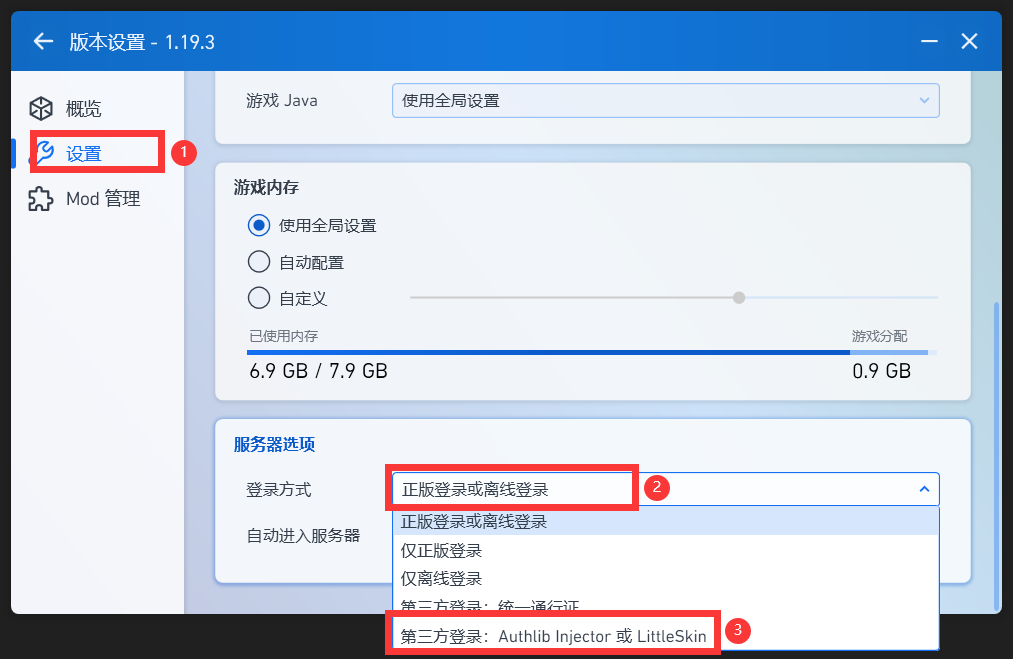 版本设置 - 1.19.3
概览
设置
1
Mod 管理
游戏 Java
使用全局设置
游戏内存
使用全局设置
自动配置
自定义
已使用内存
游戏分配
6.9 GB / 7.9 GB
0.9 GB
服务器选项
登录方式
正版登录或离线登录
2
正版登录或离线登录
自动进入服务器
仅正版登录
仅离线登录
第三方登录：统一通行证
第三方登录：Authlib Injector 或 LittleSkin
3